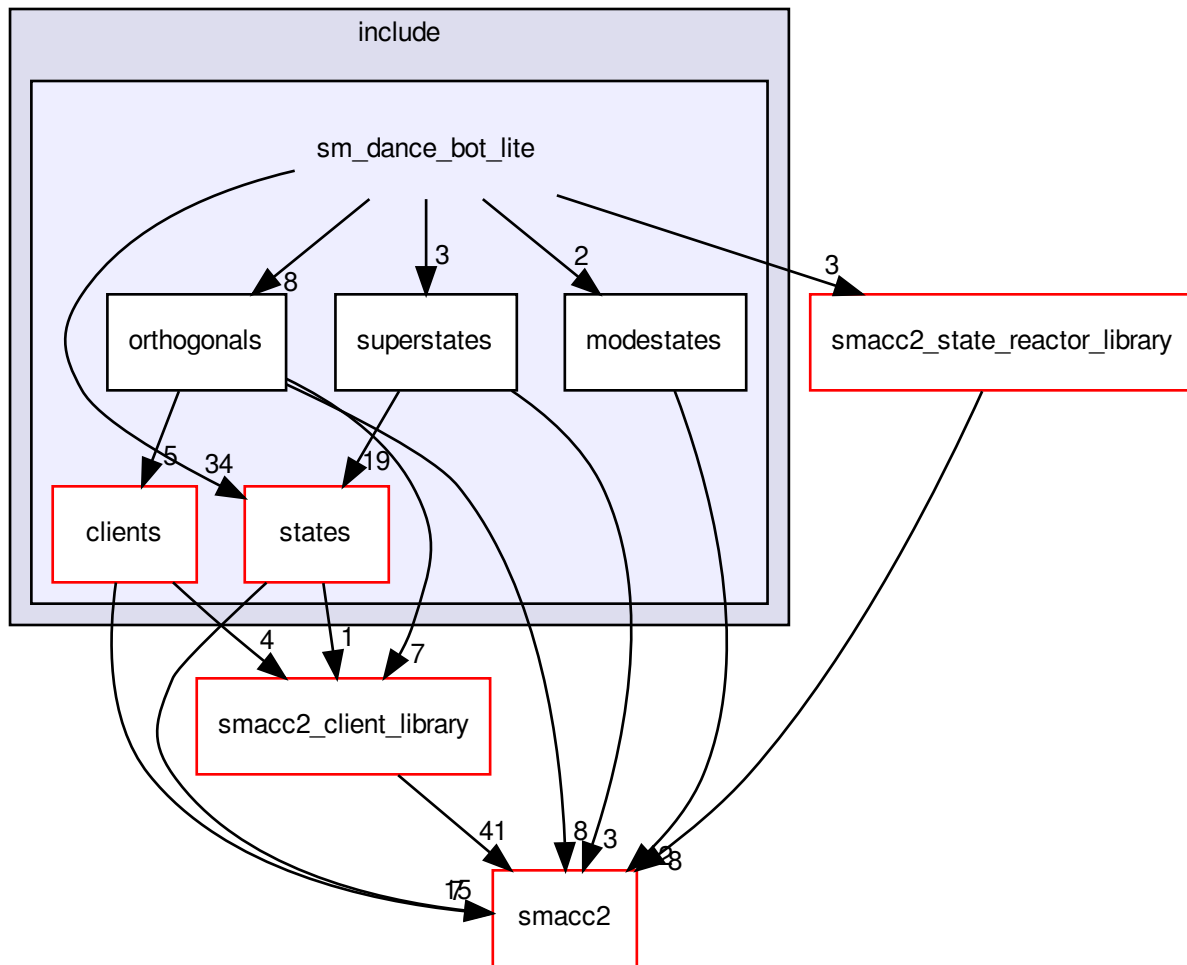 include
sm_dance_bot_lite
3
2
3
8
orthogonals
superstates
modestates
smacc2_state_reactor_library
5
34
19
clients
states
4
1
7
smacc2_client_library
41
8
3
8
smacc2